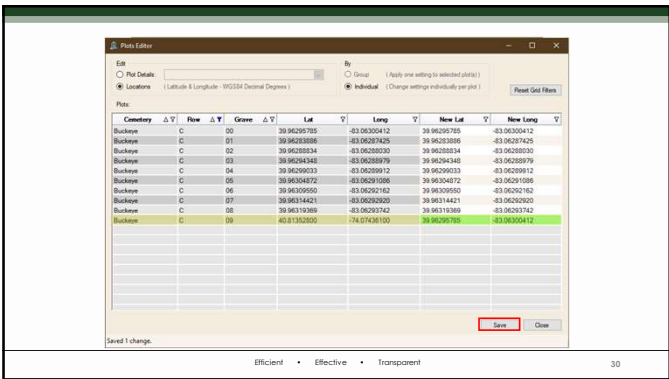 Plots Editor
Edit
By
Plot Details:
Group ( Apply one setting to selected plot(s) )
Locations ( Latitude & Longitude - WGS84 Decimal Degrees )
Individual ( Change settings individually per plot )
Reset Grid Filters
Plots:
Cemetery Row Grave Lat Long New Lat New Long
Buckeye C 00 39.96295785 -83.06300412 39.96295785 -83.06300412
Buckeye C 01 39.96283886 -83.06287425 39.96283886 -83.06287425
Buckeye C 02 39.96288834 -83.06288030 39.96288834 -83.06288030
Buckeye C 03 39.96294348 -83.06288979 39.96294348 -83.06288979
Buckeye C 04 39.96299033 -83.06289912 39.96299033 -83.06289912
Buckeye C 05 39.96304872 -83.06291086 39.96304872 -83.06291086
Buckeye C 06 39.96309550 -83.06292162 39.96309550 -83.06292162
Buckeye C 07 39.96314421 -83.06292920 39.96314421 -83.06292920
Buckeye C 08 39.96319369 -83.06293742 39.96319369 -83.06293742
Buckeye C 09 40.81352800 -74.07436100 39.96295785 -83.06300412
Save Close
Saved 1 change.
Efficient • Effective • Transparent
30